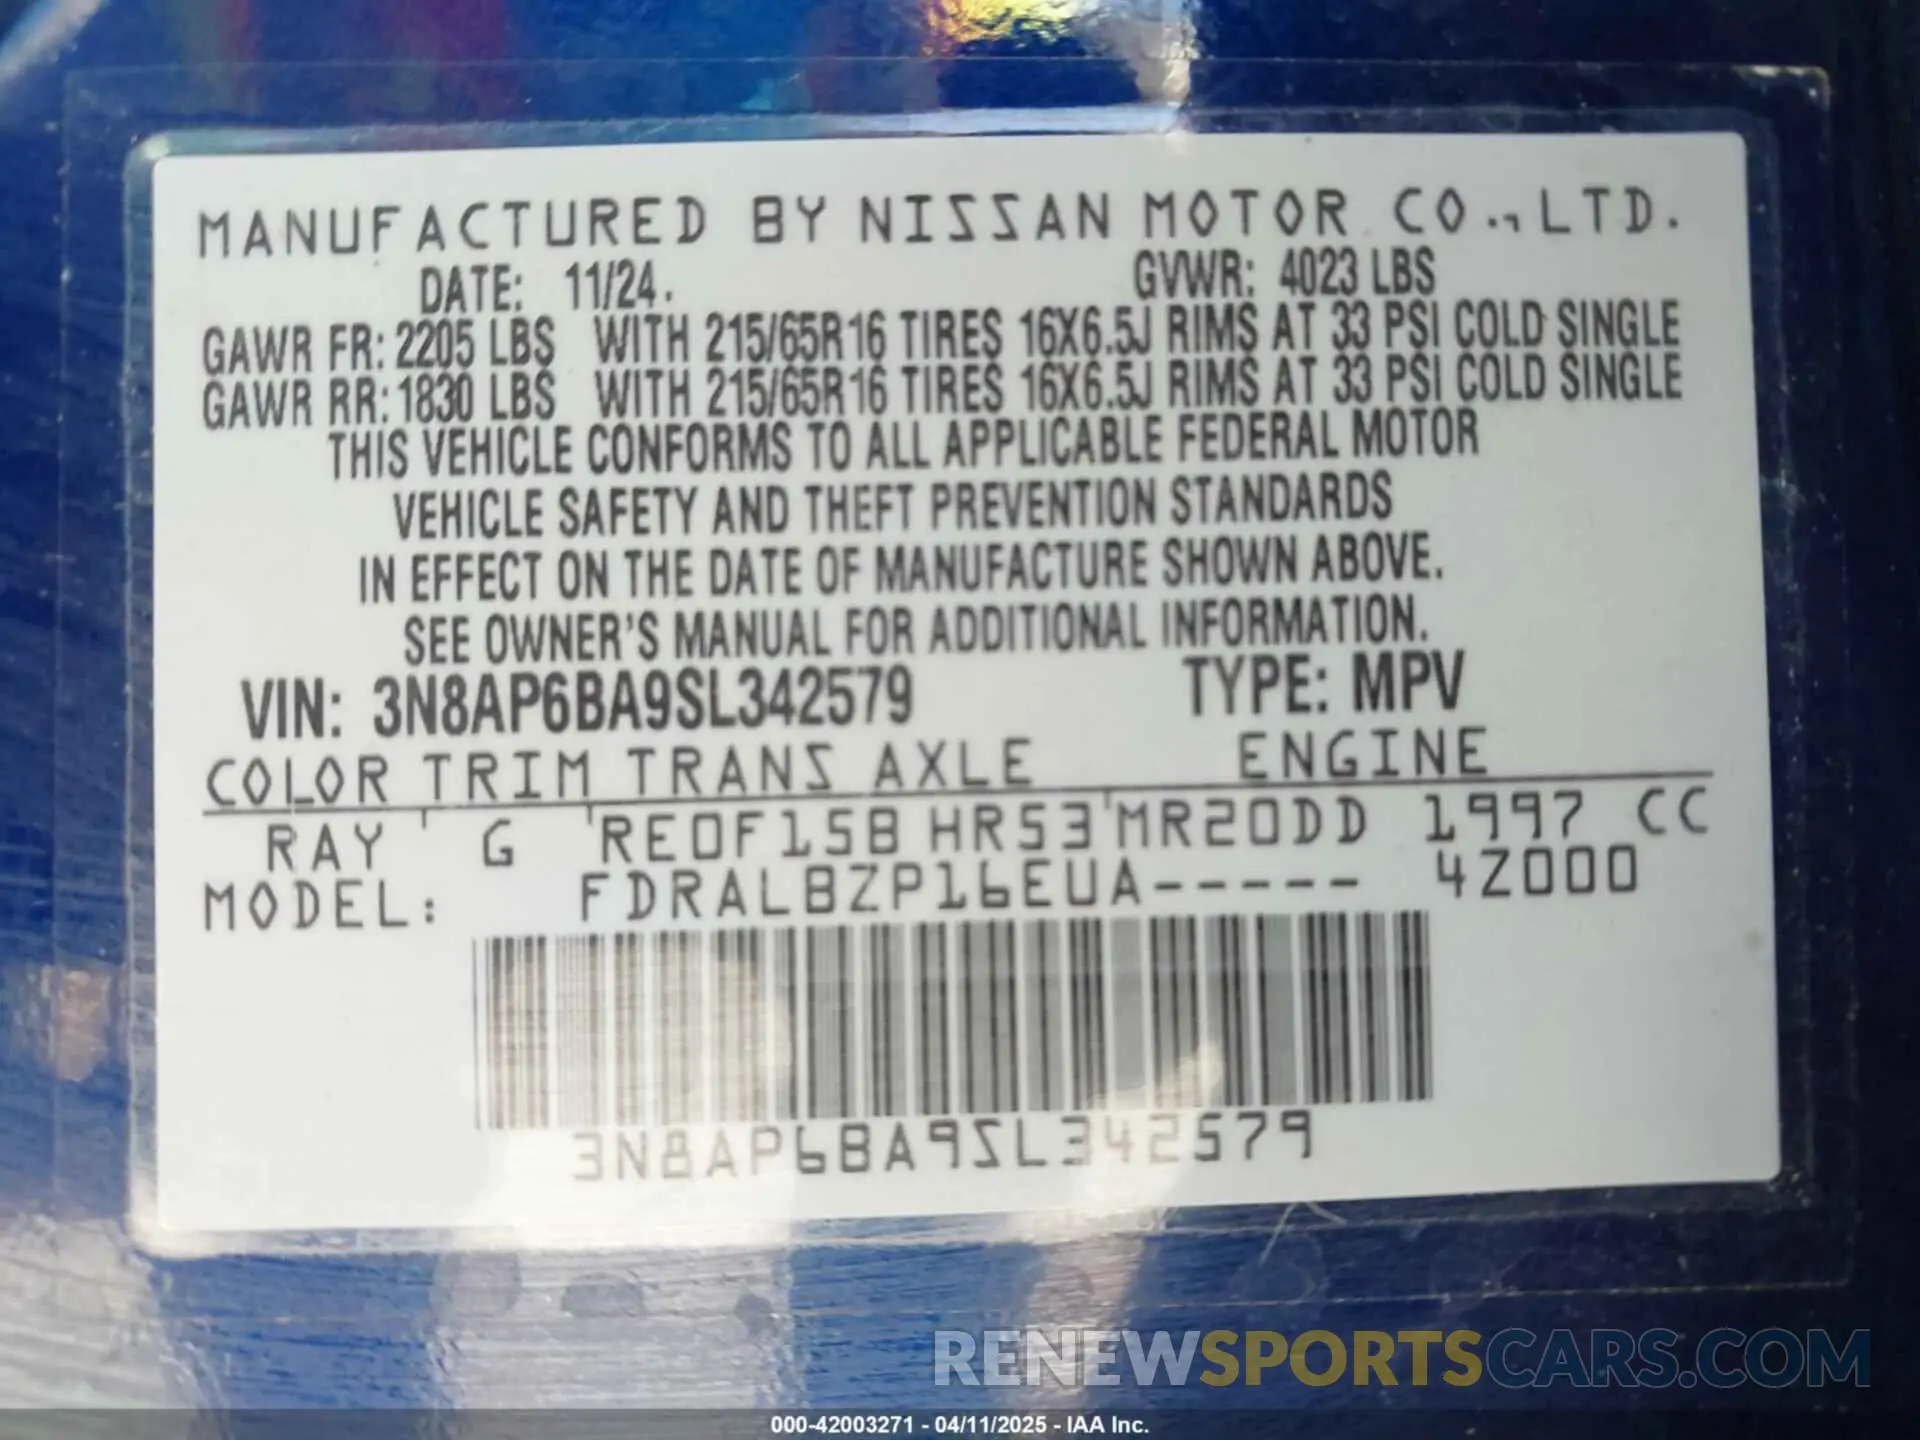 MANUFACTURED BY NISSAN MOTOR CO., LTD.
DATE: 11/24. GVWR: 4023 LBS
GAWR FR: 2205 LBS WITH 215/65R16 TIRES 16X6.5J RIMS AT 33 PSI COLD SINGLE
GAWR RR: 1830 LBS WITH 215/65R16 TIRES 16X6.5J RIMS AT 33 PSI COLD SINGLE
THIS VEHICLE CONFORMS TO ALL APPLICABLE FEDERAL MOTOR
VEHICLE SAFETY AND THEFT PREVENTION STANDARDS
IN EFFECT ON THE DATE OF MANUFACTURE SHOWN ABOVE.
SEE OWNER'S MANUAL FOR ADDITIONAL INFORMATION.
VIN: 3N8AP6BA9SL342579 TYPE: MPV
COLOR TRIM TRANS AXLE ENGINE
RAY G RE0F15B HR53 MR20DD 1997 CC
MODEL: FDRALBZP16EUA----- 4Z000
3N8AP6BA9SL342579
RENEWSPORTSCARS.COM
000-42003271 - 04/11/2025 - IAA Inc.